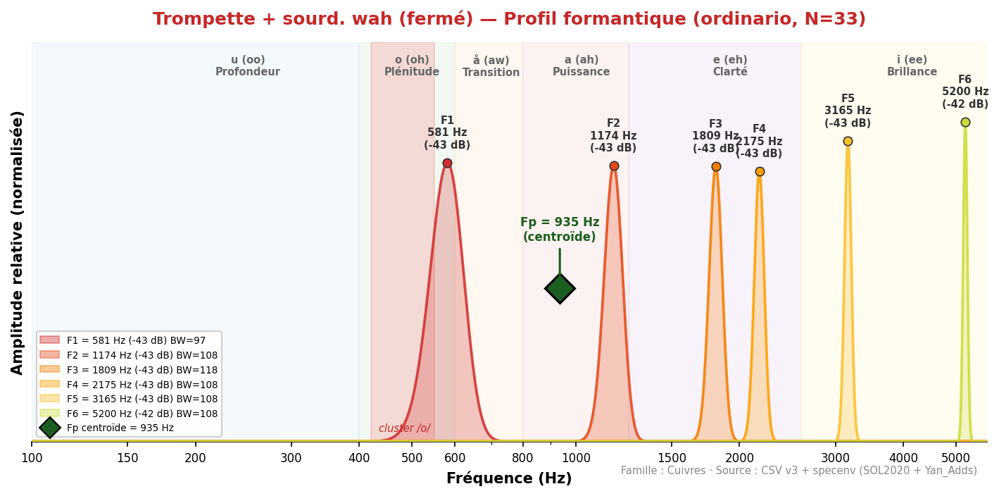 Trompette + sourd. wah (fermé) — Profil formantique (ordinario, N=33)
u (oo)
Profondeur
o (oh)
Plénitude
å (aw)
Transition
a (ah)
Puissance
e (eh)
Clarté
i (ee)
Brillance
F1
581 Hz
(-43 dB)
F2
1174 Hz
(-43 dB)
F3
1809 Hz
(-43 dB)
F4
2175 Hz
(-43 dB)
F5
3165 Hz
(-43 dB)
F6
5200 Hz
(-42 dB)
Fp = 935 Hz
(centroïde)
Amplitude relative (normalisée)
F1 = 581 Hz (-43 dB) BW=97
F2 = 1174 Hz (-43 dB) BW=108
F3 = 1809 Hz (-43 dB) BW=118
F4 = 2175 Hz (-43 dB) BW=108
F5 = 3165 Hz (-43 dB) BW=108
F6 = 5200 Hz (-42 dB) BW=108
Fp centroïde = 935 Hz
cluster /o/
100 150 200 300 400 500 600 800 1000 1500 2000 3000 4000 5000
Fréquence (Hz)
Famille : Cuivres · Source : CSV v3 + specenv (SOL2020 + Yan_Adds)